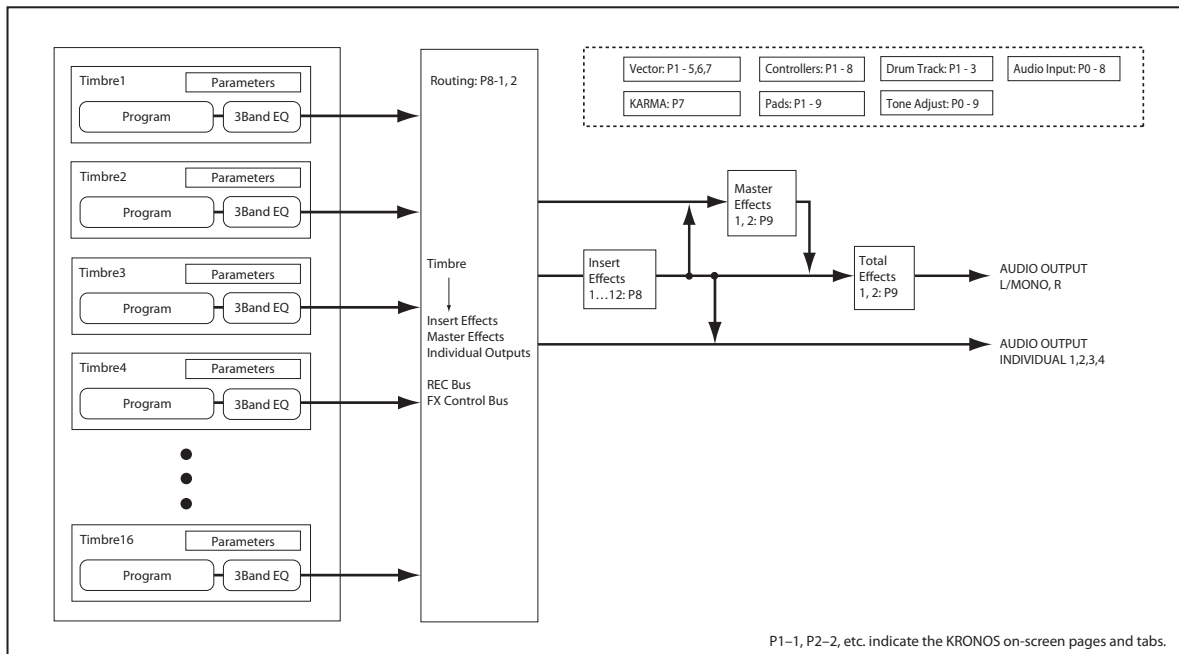 Timbre1
Parameters
Program
3Band EQ
Timbre2
Parameters
Program
3Band EQ
Timbre3
Parameters
Program
3Band EQ
Timbre4
Parameters
Program
3Band EQ
Timbre16
Parameters
Program
3Band EQ
Routing: P8-1, 2
Timbre
Insert Effects
Master Effects
Individual Outputs
REC Bus
FX Control Bus
Vector: P1 - 5,6,7
Controllers: P1 - 8
Drum Track: P1 - 3
Audio Input: P0 - 8
KARMA: P7
Pads: P1 - 9
Tone Adjust: P0 - 9
Master
Effects
1, 2: P9
Insert
Effects
1...12: P8
Total
Effects
1, 2: P9
AUDIO OUTPUT
L/MONO, R
AUDIO OUTPUT
INDIVIDUAL 1,2,3,4
P1–1, P2–2, etc. indicate the KRONOS on-screen pages and tabs.